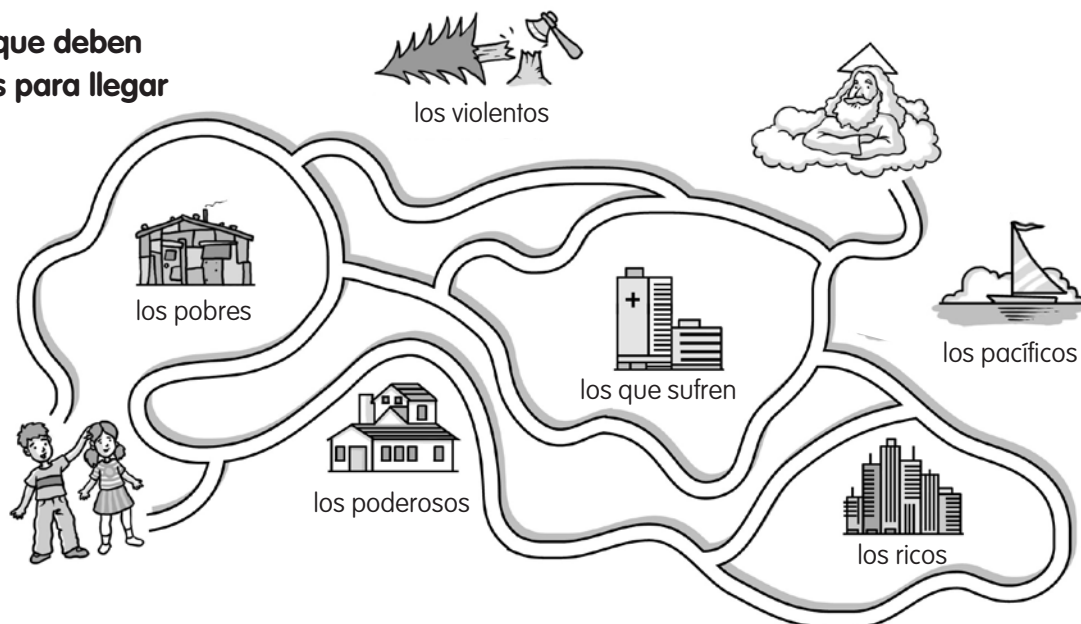 que deben
s para llegar
los violentos
los pobres
los pacíficos
los que sufren
los poderosos
los ricos